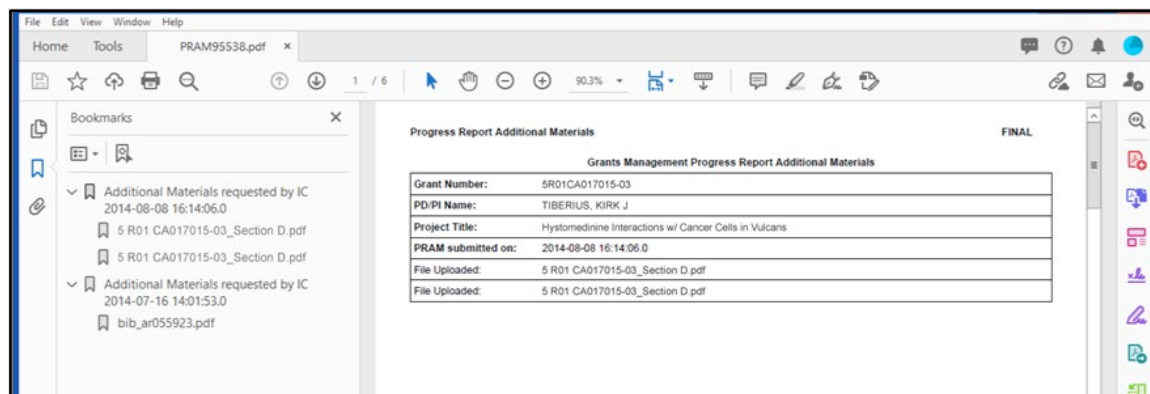 File Edit View Window Help
Home Tools PRAM95538.pdf ×
1 / 6 90.3%
Bookmarks ×
Additional Materials requested by IC
2014-08-08 16:14:06.0
5 R01 CA017015-03_Section D.pdf
5 R01 CA017015-03_Section D.pdf
Additional Materials requested by IC
2014-07-16 14:01:53.0
bib_ar055923.pdf
Progress Report Additional Materials FINAL
Grants Management Progress Report Additional Materials
Grant Number: 5R01CA017015-03
PD/PI Name: TIBERIUS, KIRK J
Project Title: Hystomedinine Interactions w/ Cancer Cells in Vulcans
PRAM submitted on: 2014-08-08 16:14:06.0
File Uploaded: 5 R01 CA017015-03_Section D.pdf
File Uploaded: 5 R01 CA017015-03_Section D.pdf